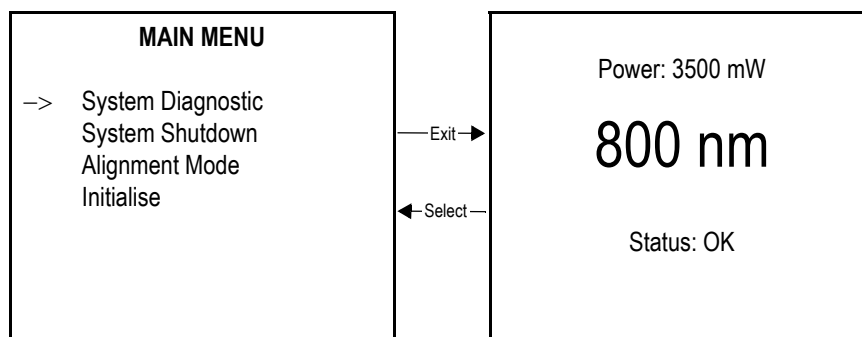 MAIN MENU
—> System Diagnostic
System Shutdown
Alignment Mode
Initialise
Exit
Select
Power: 3500 mW
800 nm
Status: OK